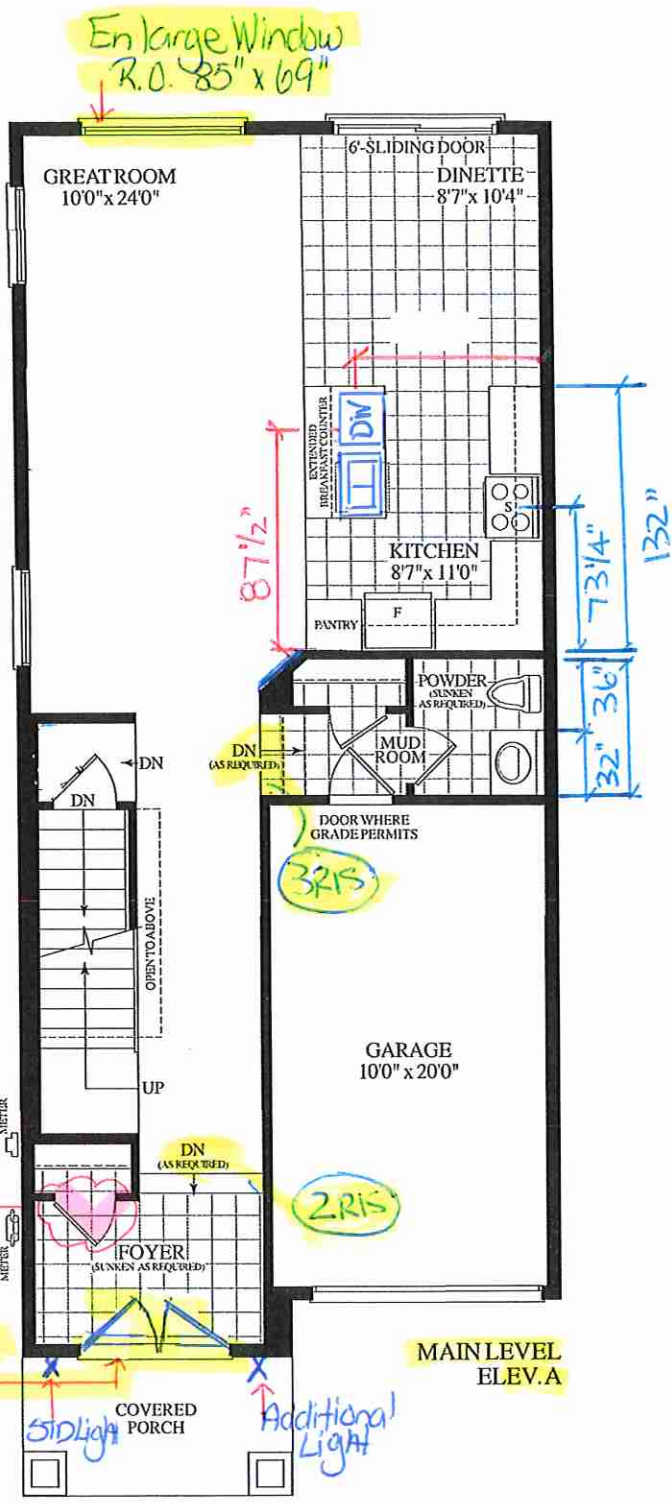 Enlarge Window
R.O. 85" x 69"
GREAT ROOM
10'0" x 24'0"
6'-SLIDING DOOR
DINETTE
8'7" x 10'4"
EXTENDED
BREAKFAST COUNTER
DW
S
87 1/2"
KITCHEN
8'7" x 11'0"
73 1/4"
132"
PANTRY
F
POWDER
(SUNKEN
AS REQUIRED)
36"
32"
DN
(AS REQUIRED)
MUD
ROOM
DN
DN
DOOR WHERE
GRADE PERMITS
3RIS
OPEN TO ABOVE
GARAGE
10'0" x 20'0"
UP
METER
DN
(AS REQUIRED)
2RIS
METER
FOYER
(SUNKEN AS REQUIRED)
MAIN LEVEL
ELEV. A
COVERED
PORCH
STD Light
Additional
Light